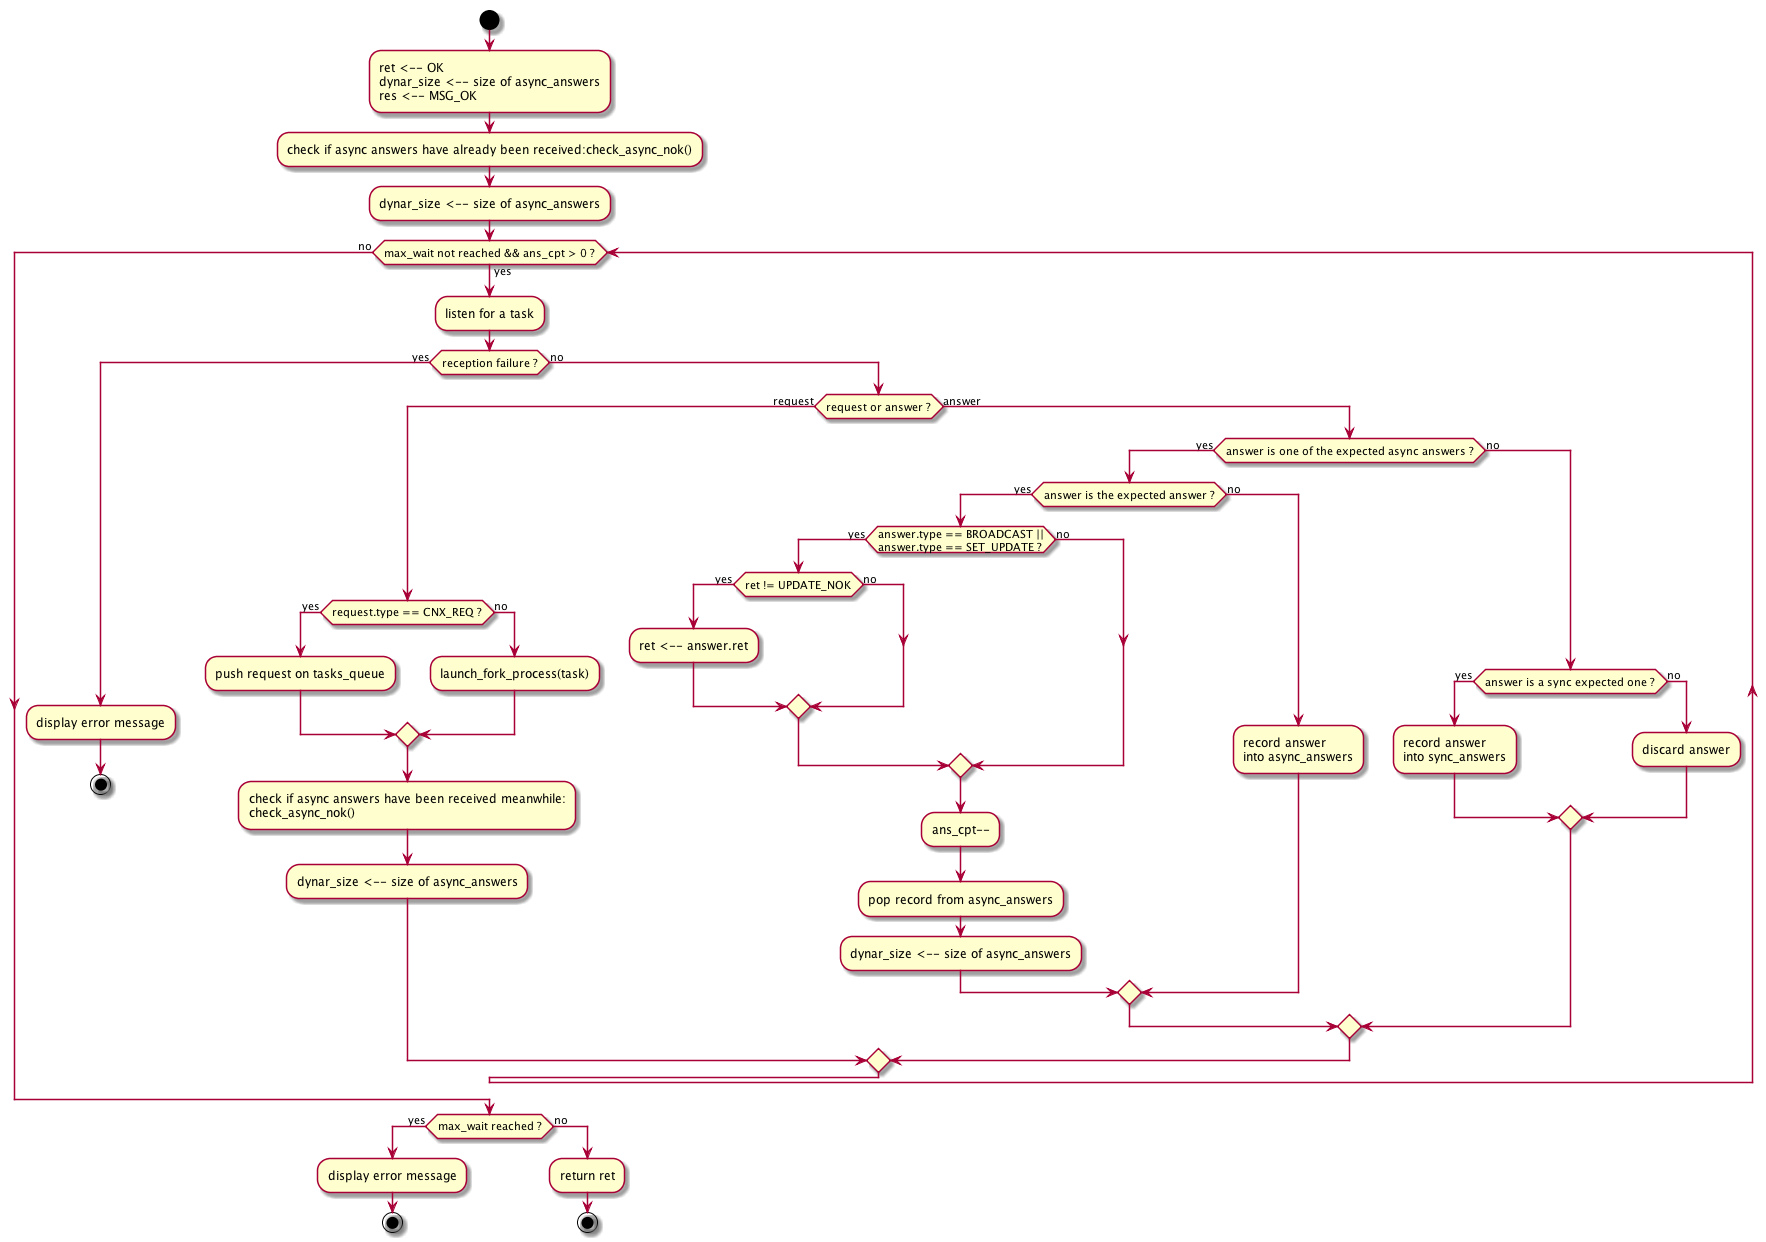 ret <-- OK
dynar_size <-- size of async_answers
res <-- MSG_OK
check if async answers have already been received:check_async_nok()
dynar_size <-- size of async_answers
no
max_wait not reached && ans_cpt > 0 ?
yes
listen for a task
yes
reception failure ?
no
request
request or answer ?
answer
yes
answer is one of the expected async answers ?
no
yes
answer is the expected answer ?
no
yes
answer.type == BROADCAST ||
answer.type == SET_UPDATE ?
no
yes
ret != UPDATE_NOK
no
yes
request.type == CNX_REQ ?
no
ret <-- answer.ret
push request on tasks_queue
launch_fork_process(task)
yes
answer is a sync expected one ?
no
display error message
record answer
into async_answers
record answer
into sync_answers
discard answer
check if async answers have been received meanwhile:
check_async_nok()
ans_cpt--
dynar_size <-- size of async_answers
pop record from async_answers
dynar_size <-- size of async_answers
yes
max_wait reached ?
no
display error message
return ret